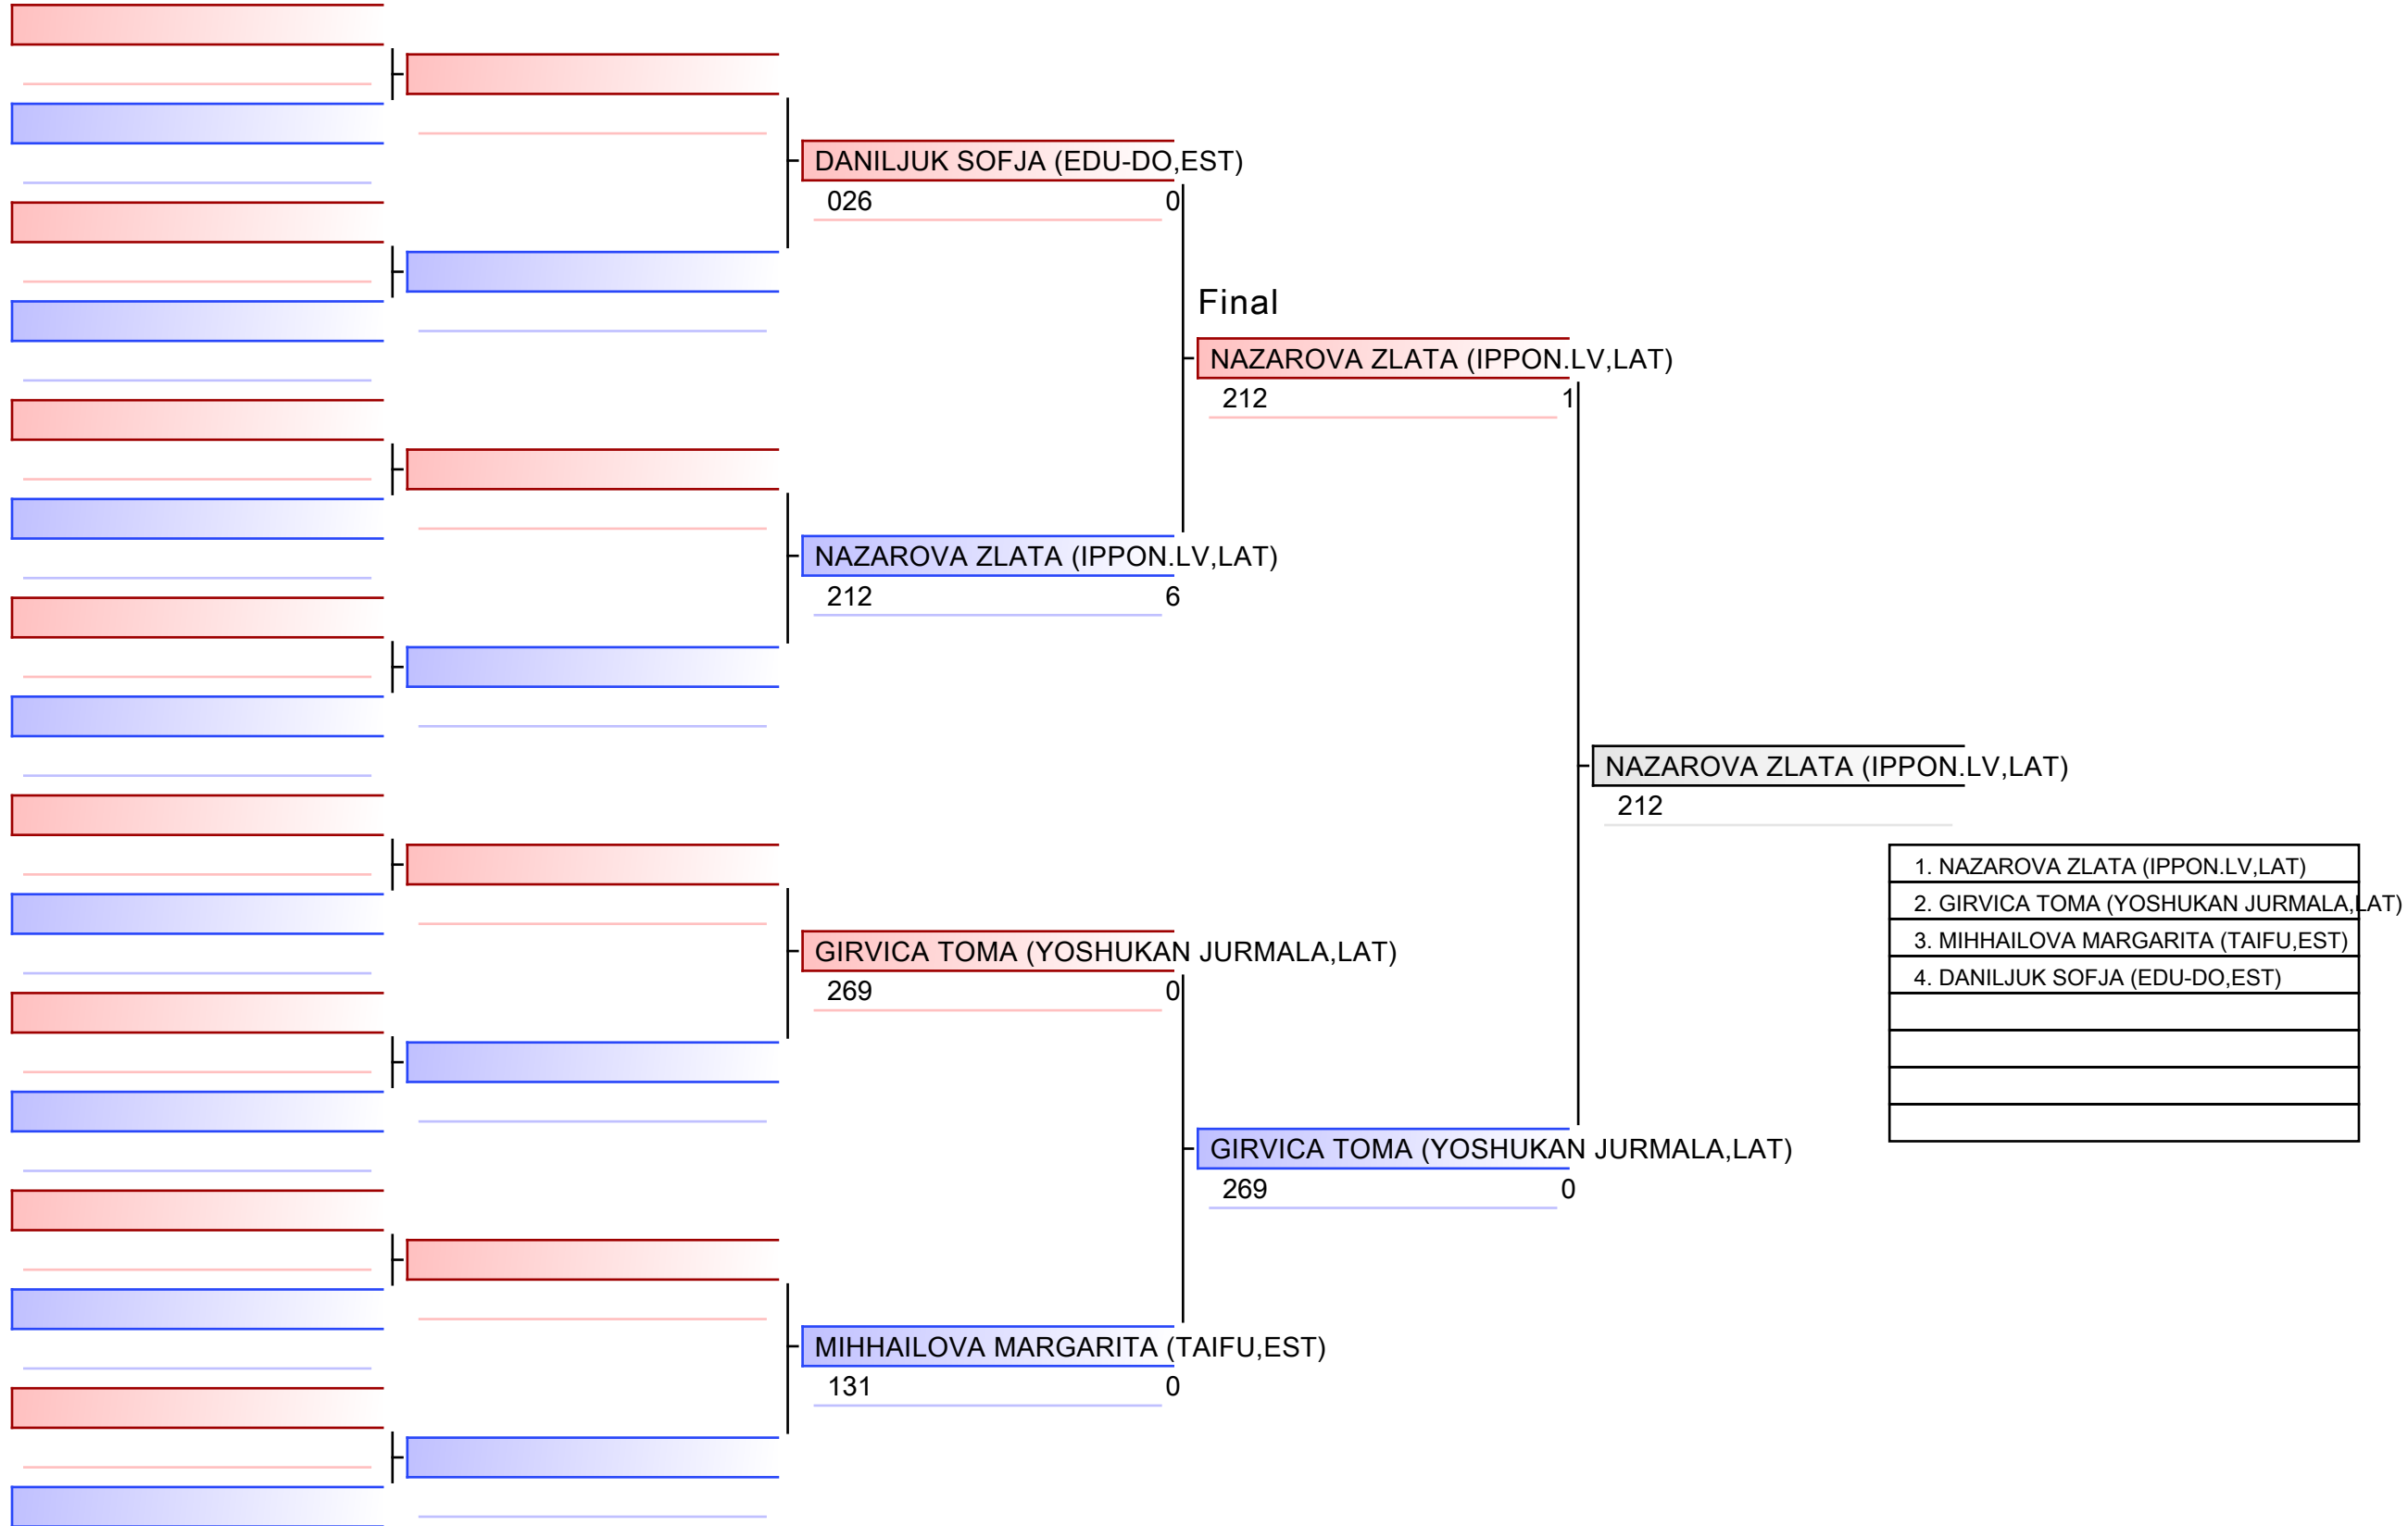 DANILJUK SOFJA (EDU-DO,EST)
026 0
Final
NAZAROVA ZLATA (IPPON.LV,LAT)
212 1
NAZAROVA ZLATA (IPPON.LV,LAT)
212 6
NAZAROVA ZLATA (IPPON.LV,LAT)
212
1. NAZAROVA ZLATA (IPPON.LV,LAT)
2. GIRVICA TOMA (YOSHUKAN JURMALA,LAT)
3. MIHHAILOVA MARGARITA (TAIFU,EST)
4. DANILJUK SOFJA (EDU-DO,EST)
GIRVICA TOMA (YOSHUKAN JURMALA,LAT)
269 0
GIRVICA TOMA (YOSHUKAN JURMALA,LAT)
269 0
MIHHAILOVA MARGARITA (TAIFU,EST)
131 0